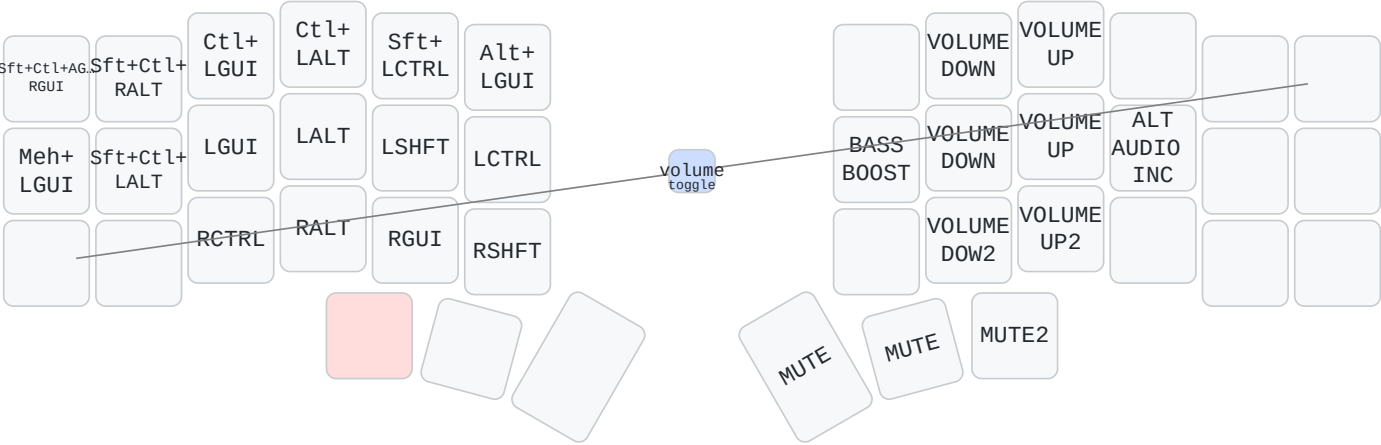 Sft+Ctl+AG…
RGUI
Sft+Ctl+
RALT
Ctl+
LGUI
Ctl+
LALT
Sft+
LCTRL
Alt+
LGUI
VOLUME
DOWN
VOLUME
UP
Meh+
LGUI
Sft+Ctl+
LALT
LGUI
LALT
LSHFT
LCTRL
volume
toggle
BASS
BOOST
VOLUME
DOWN
VOLUME
UP
ALT
AUDIO
INC
RCTRL
RALT
RGUI
RSHFT
VOLUME
DOW2
VOLUME
UP2
MUTE
MUTE
MUTE2